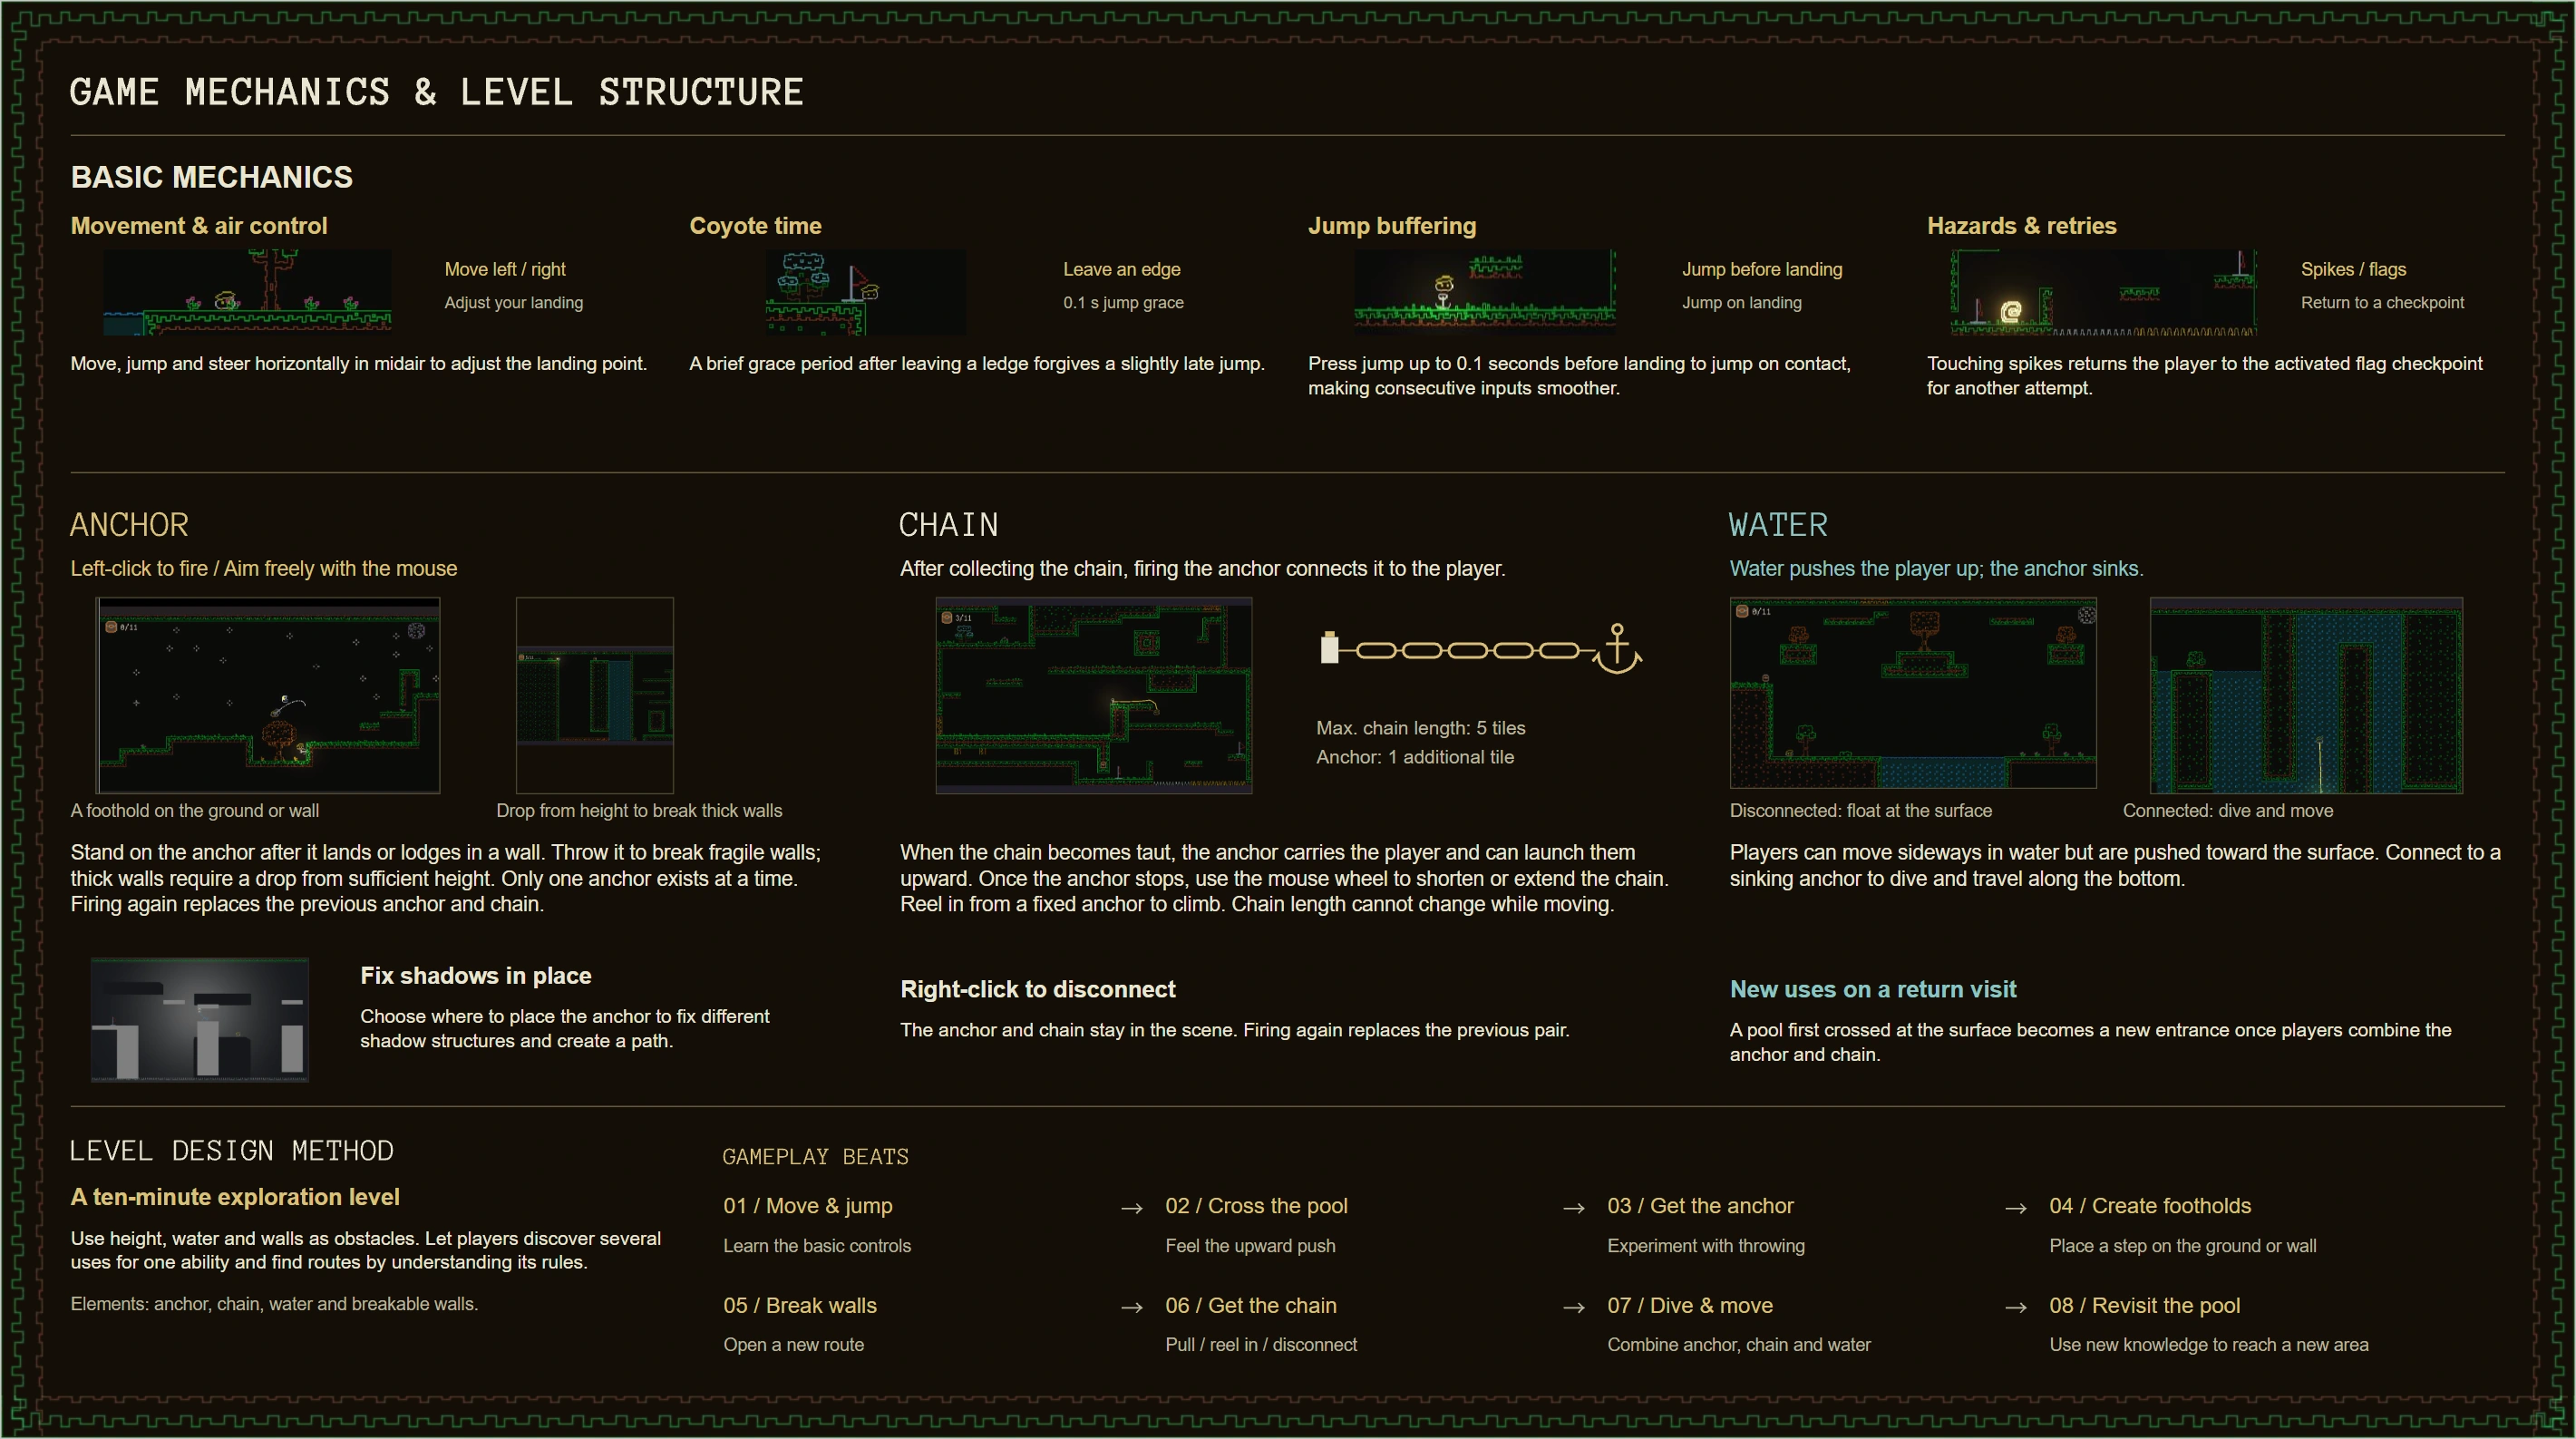 GAME MECHANICS & LEVEL STRUCTURE
BASIC MECHANICS
Movement & air control
Move left / right
Adjust your landing
Move, jump and steer horizontally in midair to adjust the landing point.
Coyote time
Leave an edge
0.1 s jump grace
A brief grace period after leaving a ledge forgives a slightly late jump.
Jump buffering
Jump before landing
Jump on landing
Press jump up to 0.1 seconds before landing to jump on contact,
making consecutive inputs smoother.
Hazards & retries
Spikes / flags
Return to a checkpoint
Touching spikes returns the player to the activated flag checkpoint
for another attempt.
ANCHOR
Left-click to fire / Aim freely with the mouse
0/11
A foothold on the ground or wall
Drop from height to break thick walls
Stand on the anchor after it lands or lodges in a wall. Throw it to break fragile walls;
thick walls require a drop from sufficient height. Only one anchor exists at a time.
Firing again replaces the previous anchor and chain.
Fix shadows in place
Choose where to place the anchor to fix different
shadow structures and create a path.
CHAIN
After collecting the chain, firing the anchor connects it to the player.
3/11
Max. chain length: 5 tiles
Anchor: 1 additional tile
When the chain becomes taut, the anchor carries the player and can launch them
upward. Once the anchor stops, use the mouse wheel to shorten or extend the chain.
Reel in from a fixed anchor to climb. Chain length cannot change while moving.
Right-click to disconnect
The anchor and chain stay in the scene. Firing again replaces the previous pair.
WATER
Water pushes the player up; the anchor sinks.
0/11
Disconnected: float at the surface
Connected: dive and move
Players can move sideways in water but are pushed toward the surface. Connect to a
sinking anchor to dive and travel along the bottom.
New uses on a return visit
A pool first crossed at the surface becomes a new entrance once players combine the
anchor and chain.
LEVEL DESIGN METHOD
A ten-minute exploration level
Use height, water and walls as obstacles. Let players discover several
uses for one ability and find routes by understanding its rules.
Elements: anchor, chain, water and breakable walls.
GAMEPLAY BEATS
01 / Move & jump
Learn the basic controls
→ 02 / Cross the pool
Feel the upward push
→ 03 / Get the anchor
Experiment with throwing
→ 04 / Create footholds
Place a step on the ground or wall
05 / Break walls
Open a new route
→ 06 / Get the chain
Pull / reel in / disconnect
→ 07 / Dive & move
Combine anchor, chain and water
→ 08 / Revisit the pool
Use new knowledge to reach a new area